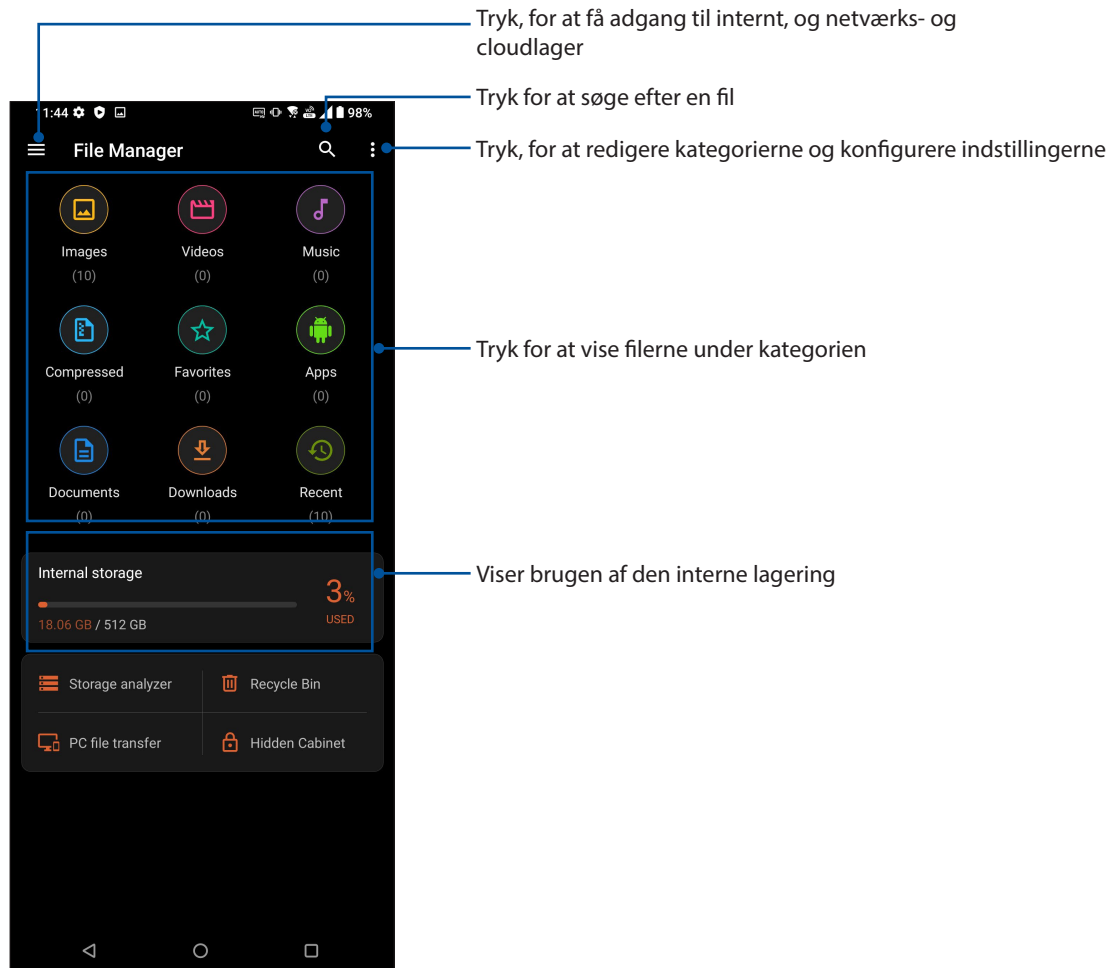 Tryk, for at få adgang til internt, og netværks- og
cloudlager
Tryk for at søge efter en fil
Tryk, for at redigere kategorierne og konfigurere indstillingerne
Tryk for at vise filerne under kategorien
Viser brugen af den interne lagering
11:44 98%
File Manager
Images Videos Music
(10) (0) (0)
Compressed Favorites Apps
(0) (0) (0)
Documents Downloads Recent
(0) (0) (10)
Internal storage
3%
USED
18.06 GB / 512 GB
Storage analyzer Recycle Bin
PC file transfer Hidden Cabinet